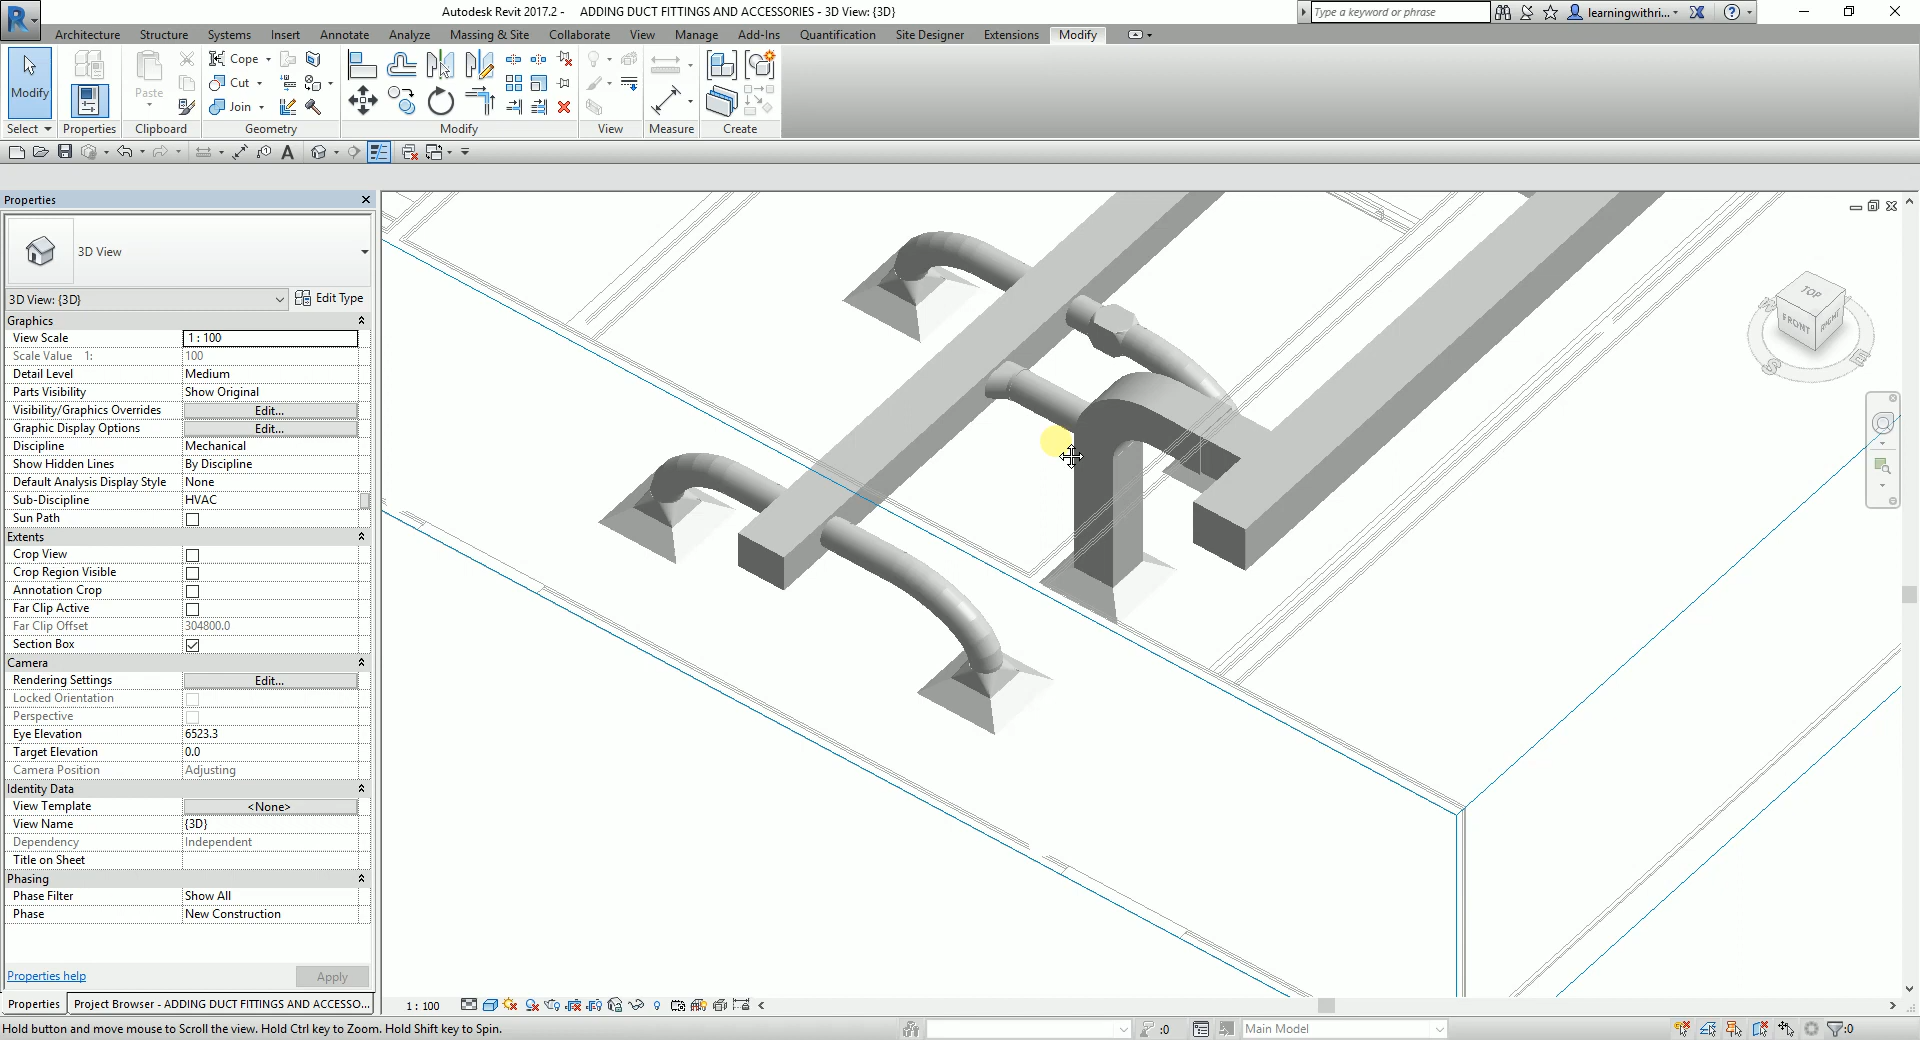 Autodesk Revit 2017.2 - ADDING DUCT FITTINGS AND ACCESSORIES - 3D View: {3D}
Type a keyword or phrase
learningwithri...
Architecture Structure Systems Insert Annotate Analyze Massing & Site Collaborate View Manage Add-Ins Quantification Site Designer Extensions Modify
Modify
Paste
Cope
Cut
Join
Select Properties Clipboard Geometry Modify View Measure Create
Properties
3D View
3D View: {3D} Edit Type
Graphics
View Scale 1 : 100
Scale Value 1: 100
Detail Level Medium
Parts Visibility Show Original
Visibility/Graphics Overrides Edit...
Graphic Display Options Edit...
Discipline Mechanical
Show Hidden Lines By Discipline
Default Analysis Display Style None
Sub-Discipline HVAC
Sun Path
Extents
Crop View
Crop Region Visible
Annotation Crop
Far Clip Active
Far Clip Offset 304800.0
Section Box
Camera
Rendering Settings Edit...
Locked Orientation
Perspective
Eye Elevation 6523.3
Target Elevation 0.0
Camera Position Adjusting
Identity Data
View Template <None>
View Name {3D}
Dependency Independent
Title on Sheet
Phasing
Phase Filter Show All
Phase New Construction
Properties help Apply
Properties Project Browser - ADDING DUCT FITTINGS AND ACCESSO...
TOP
FRONT
RIGHT
W
S
E
1 : 100
Hold button and move mouse to Scroll the view. Hold Ctrl key to Zoom. Hold Shift key to Spin.
:0
Main Model
:0